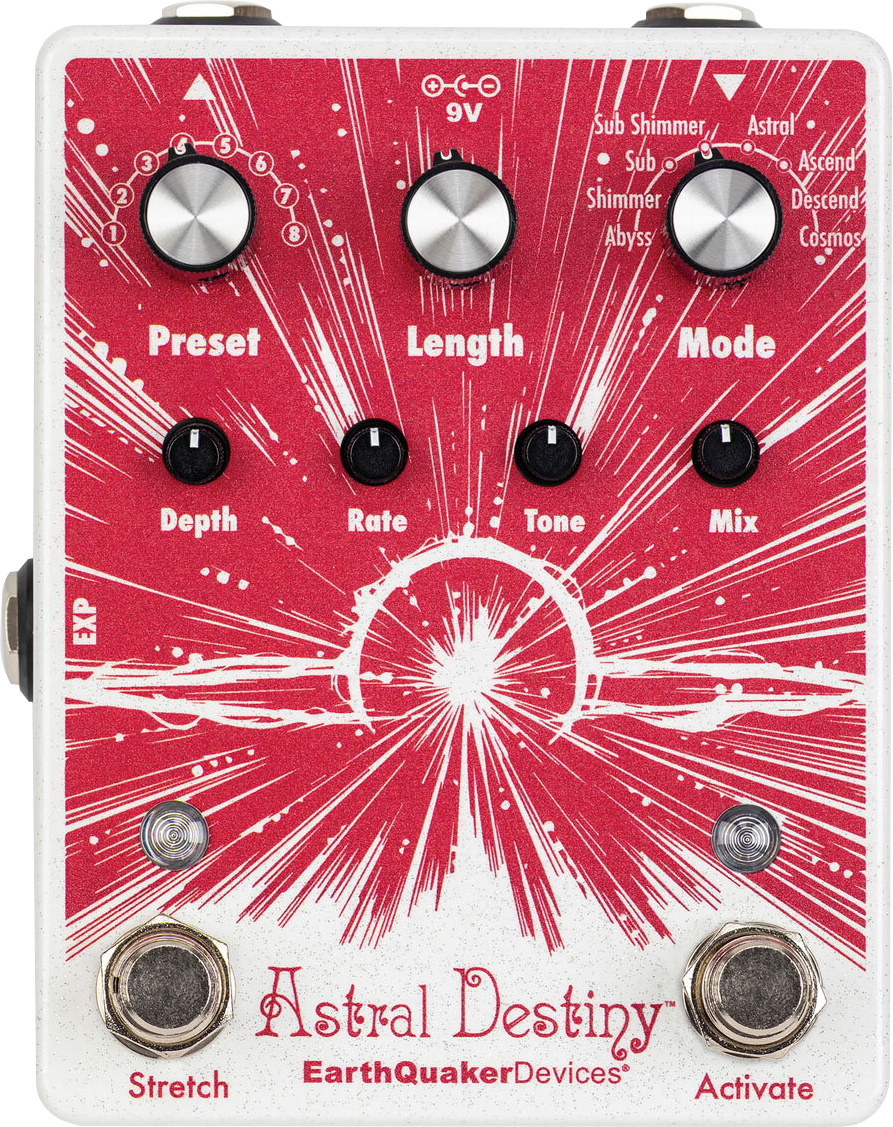 9V
1
2
3
4
5
6
7
8
Abyss
Shimmer
Sub
Sub Shimmer
Astral
Ascend
Descend
Cosmos
Preset
Length
Mode
Depth
Rate
Tone
Mix
EXP
Astral Destiny™
EarthQuakerDevices®
Stretch
Activate